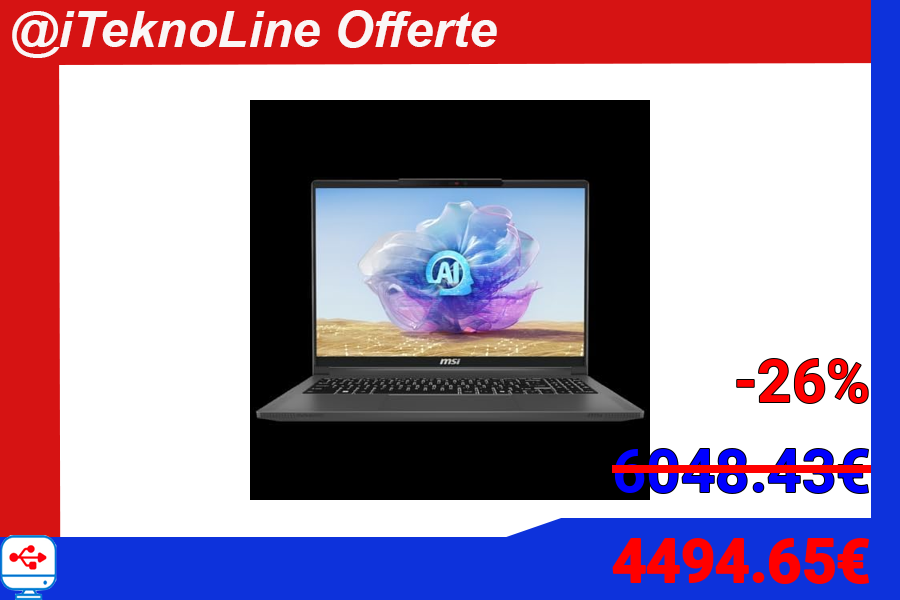 @iTeknoLine Offerte
AI
msi
-26%
6048.43€
4494.65€